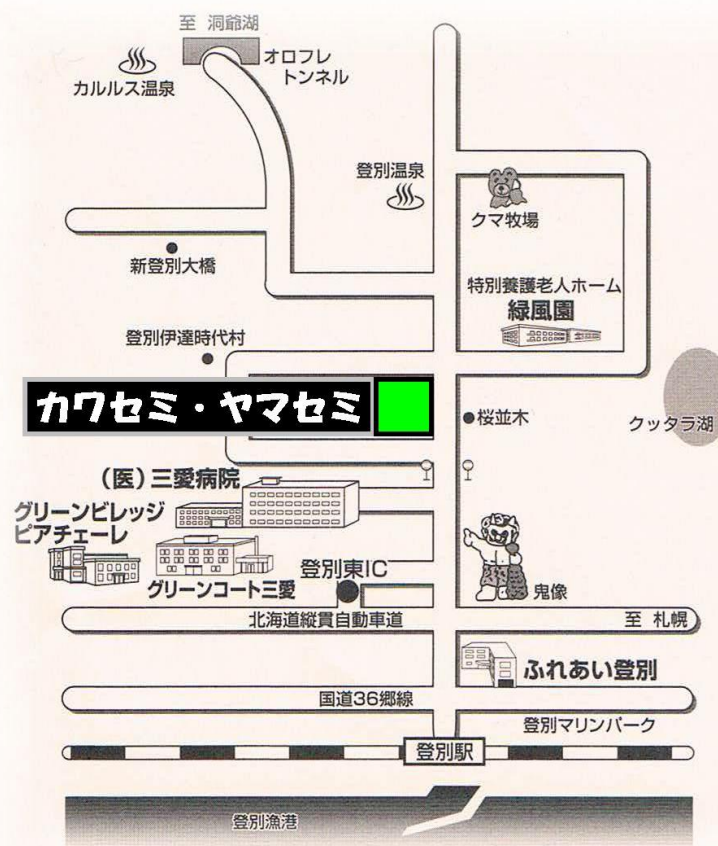 至 洞爺湖
オロフレ
トンネル
カルルス温泉
登別温泉
クマ牧場
新登別大橋
特別養護老人ホーム
緑風園
登別伊達時代村
カワセミ・ヤマセミ
桜並木
クッタラ湖
（医）三愛病院
グリーンビレッジ
ピアチェーレ
グリーンコート三愛
登別東IC
鬼像
北海道縦貫自動車道
至 札幌
ふれあい登別
国道36郷線
登別マリンパーク
登別駅
登別漁港